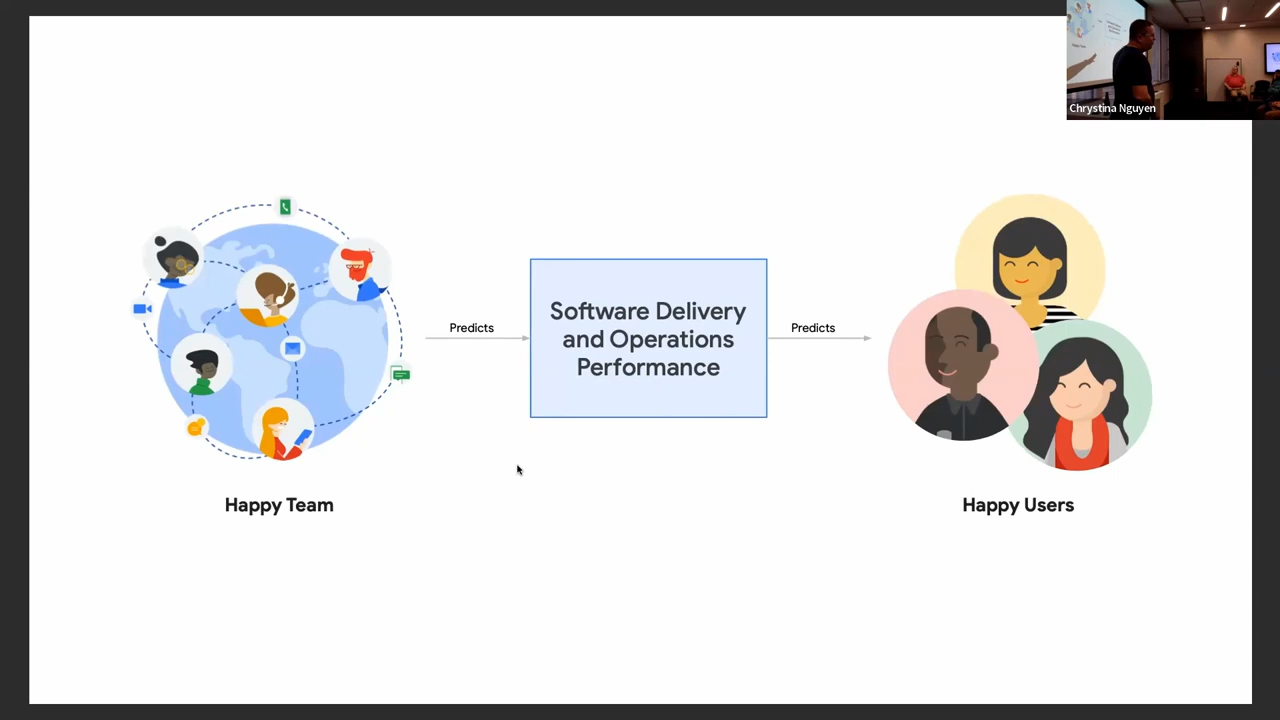 Chrystina Nguyen
Predicts
Software Delivery
and Operations
Performance
Predicts
Happy Team
Happy Users